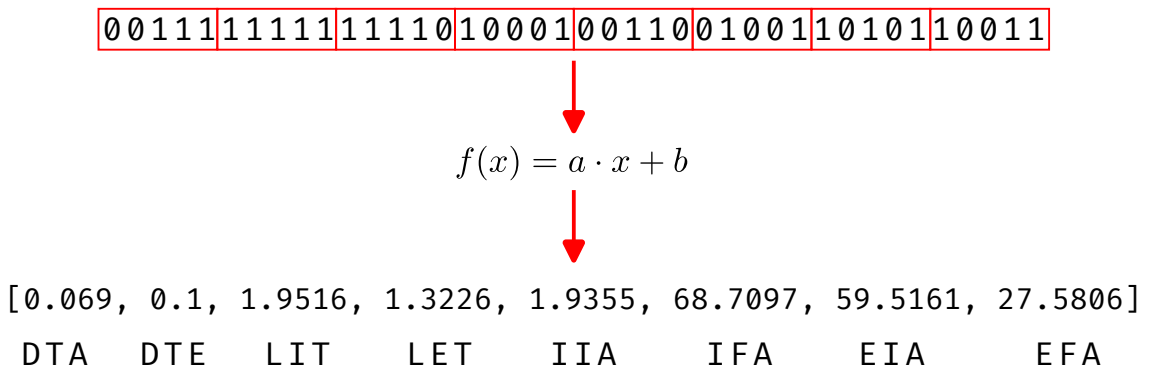 00111 11111 11110 10001 00110 01001 10101 10011
f(x) = a · x + b
[0.069, 0.1, 1.9516, 1.3226, 1.9355, 68.7097, 59.5161, 27.5806]
DTA DTE LIT LET IIA IFA EIA EFA